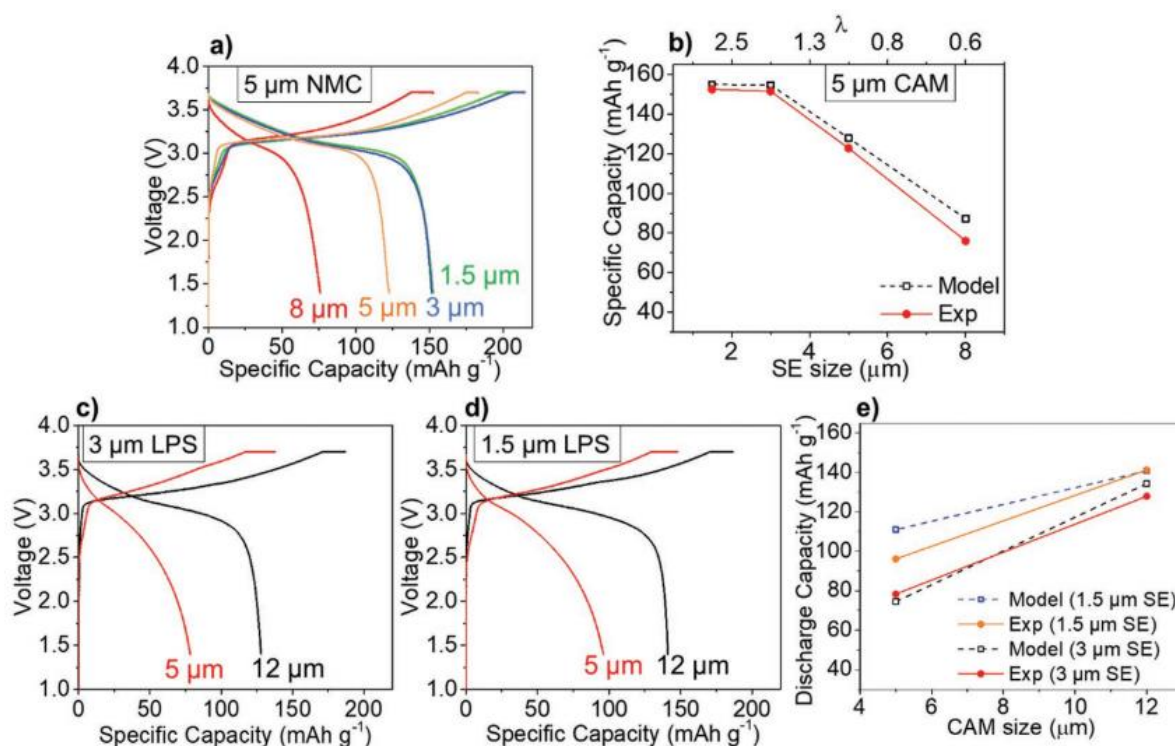 a)
5 μm NMC
4.0
3.5
3.0
2.5
2.0
1.5
1.0
Voltage (V)
8 μm
5 μm
3 μm
1.5 μm
0 50 100 150 200
Specific Capacity (mAh g⁻¹)
b)
λ
2.5 1.3 0.8 0.6
5 μm CAM
160
140
120
100
80
60
40
Specific Capacity (mAh g⁻¹)
Model
Exp
2 4 6 8
SE size (μm)
c)
3 μm LPS
4.0
3.5
3.0
2.5
2.0
1.5
1.0
Voltage (V)
5 μm
12 μm
0 50 100 150 200
Specific Capacity (mAh g⁻¹)
d)
1.5 μm LPS
4.0
3.5
3.0
2.5
2.0
1.5
1.0
Voltage (V)
5 μm
12 μm
0 50 100 150 200
Specific Capacity (mAh g⁻¹)
e)
160
140
120
100
80
60
40
Discharge Capacity (mAh g⁻¹)
Model (1.5 μm SE)
Exp (1.5 μm SE)
Model (3 μm SE)
Exp (3 μm SE)
4 6 8 10 12
CAM size (μm)